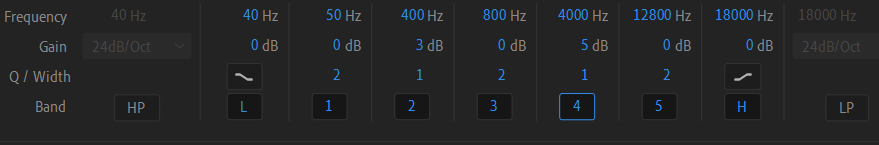 Frequency 40 Hz 40 Hz 50 Hz 400 Hz 800 Hz 4000 Hz 12800 Hz 18000 Hz 18000 Hz
Gain 24dB/Oct 0 dB 0 dB 3 dB 0 dB 5 dB 0 dB 0 dB 24dB/Oct
Q / Width 2 1 2 1 2
Band HP L 1 2 3 4 5 H LP